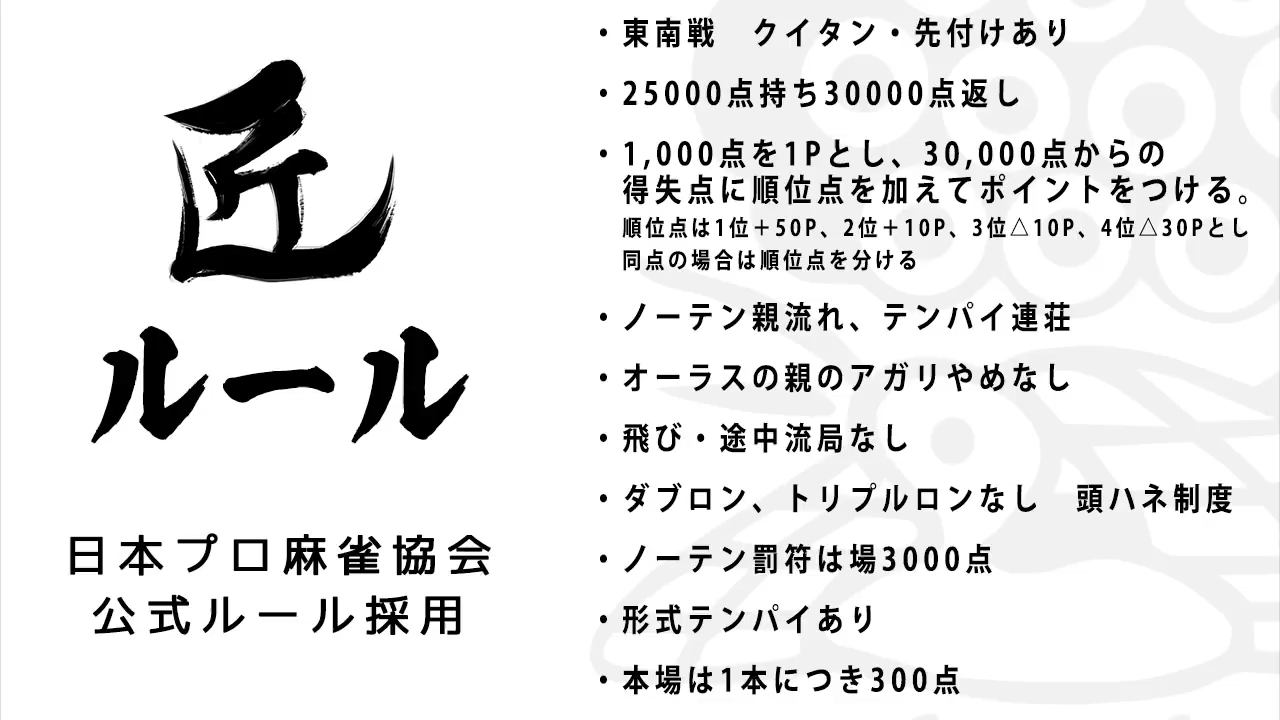 匠
ルール
日本プロ麻雀協会
公式ルール採用
・東南戦　クイタン・先付けあり
・25000点持ち30000点返し
・1,000点を1Pとし、30,000点からの
得失点に順位点を加えてポイントをつける。
順位点は1位＋50P、2位＋10P、3位△10P、4位△30Pとし
同点の場合は順位点を分ける
・ノーテン親流れ、テンパイ連荘
・オーラスの親のアガリやめなし
・飛び・途中流局なし
・ダブロン、トリプルロンなし　頭ハネ制度
・ノーテン罰符は場3000点
・形式テンパイあり
・本場は1本につき300点